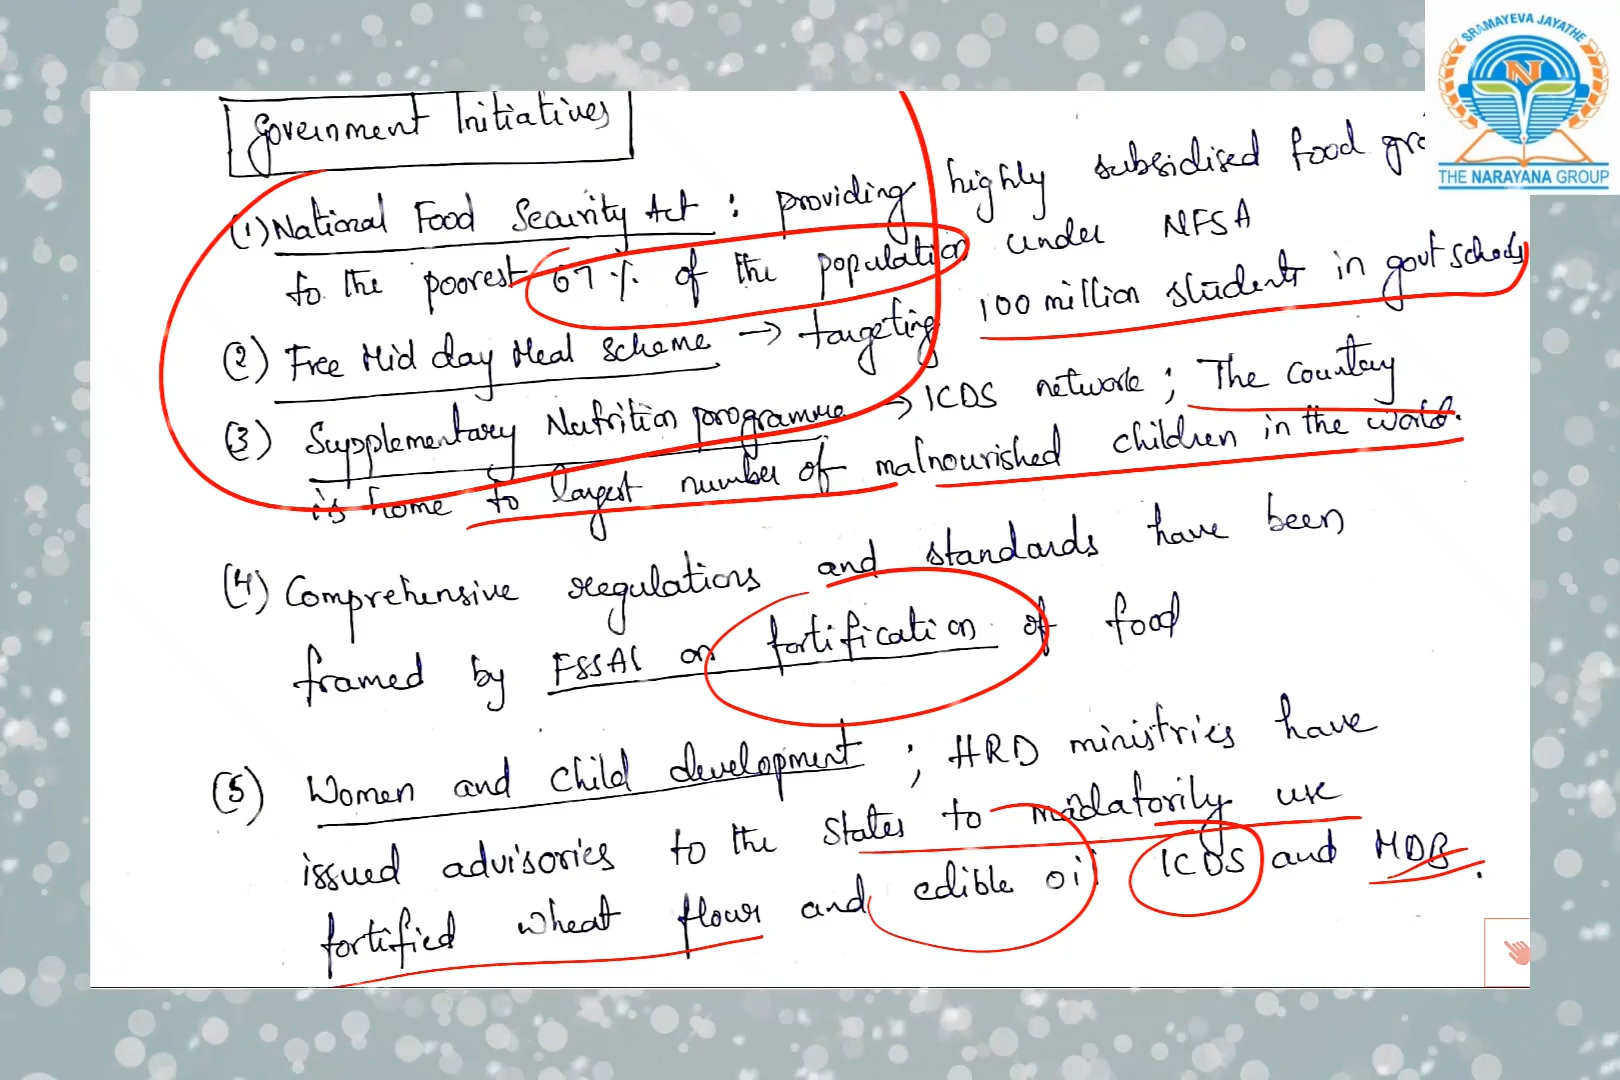 SRAMAYEVA JAYATHE
N
THE NARAYANA GROUP
Government Initiatives
(1) National Food Security Act : providing highly subsidised food gra
to the poorest 67% of the population under NFSA
(2) Free Mid day Meal Scheme → targeting 100 million students in govt schools
(3) Supplementary Nutrition programme → ICDS network ; The country
is home to largest number of malnourished children in the world.
(4) Comprehensive regulations and standards have been
framed by FSSAI on fortification of food
(5) Women and Child development ; HRD ministries have
issued advisories to the states to madatorily use
fortified wheat flour and edible oil ICDS and